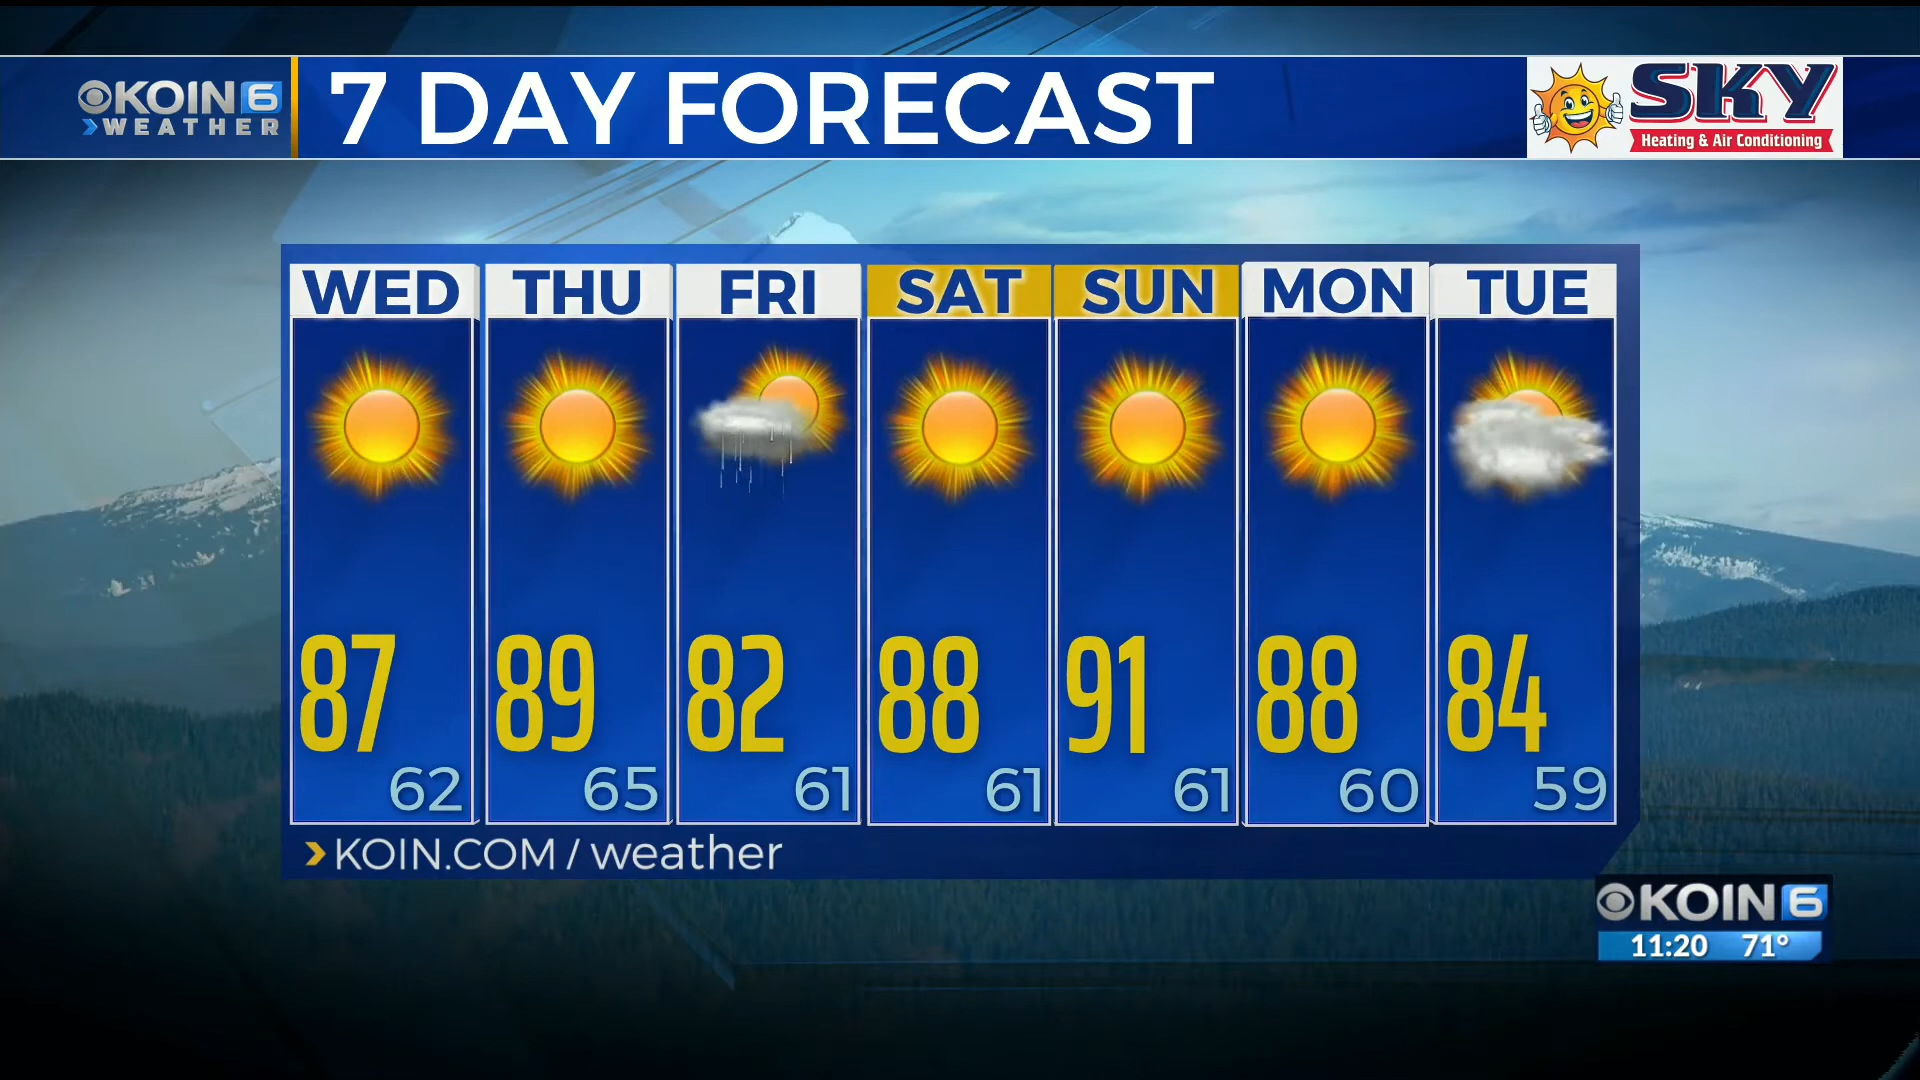 KOIN 6
WEATHER
7 DAY FORECAST
SKY
Heating & Air Conditioning
WED THU FRI SAT SUN MON TUE
87 89 82 88 91 88 84
62 65 61 61 61 60 59
KOIN.COM / weather
KOIN 6
11:20 71°